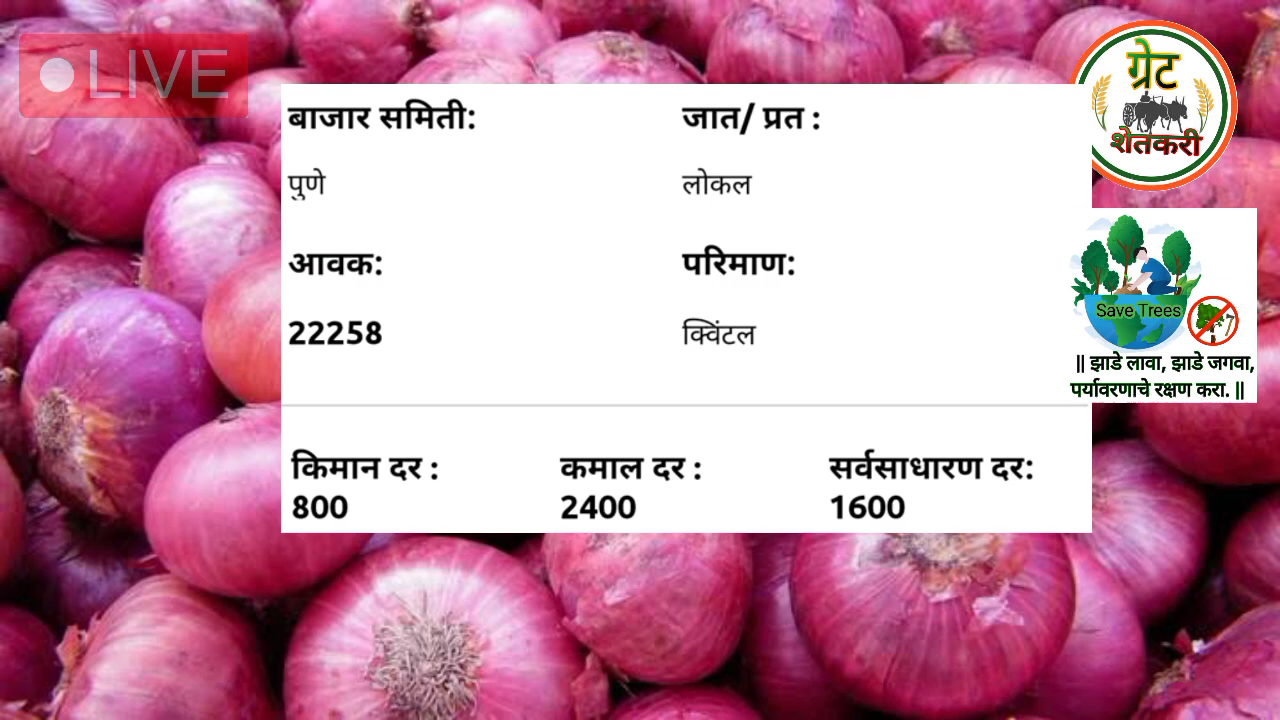 LIVE
बाजार समिती:
जात/ प्रत :
पुणे
लोकल
आवक:
परिमाण:
22258
क्विंटल
किमान दर :
कमाल दर :
सर्वसाधारण दर:
800
2400
1600
ग्रेट
शेतकरी
Save Trees
|| झाडे लावा, झाडे जगवा,
पर्यावरणाचे रक्षण करा. ||